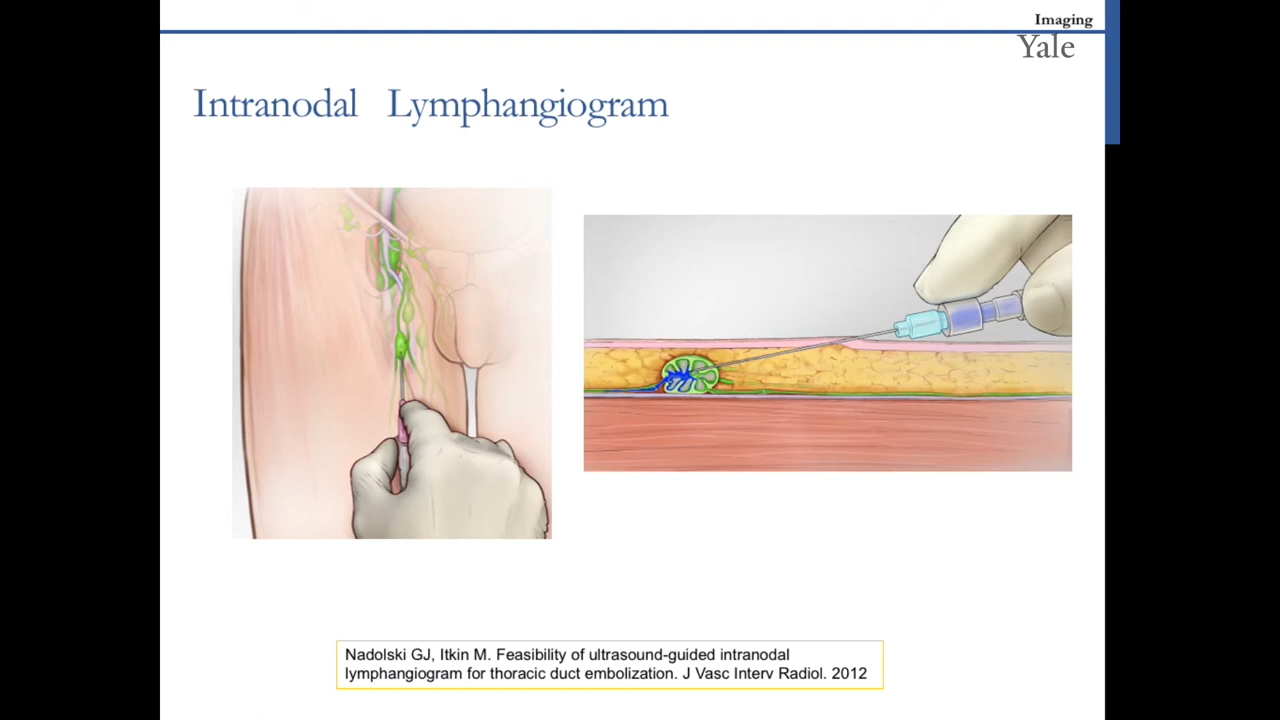 Imaging
Yale
Intranodal Lymphangiogram
Nadolski GJ, Itkin M. Feasibility of ultrasound-guided intranodal
lymphangiogram for thoracic duct embolization. J Vasc Interv Radiol. 2012